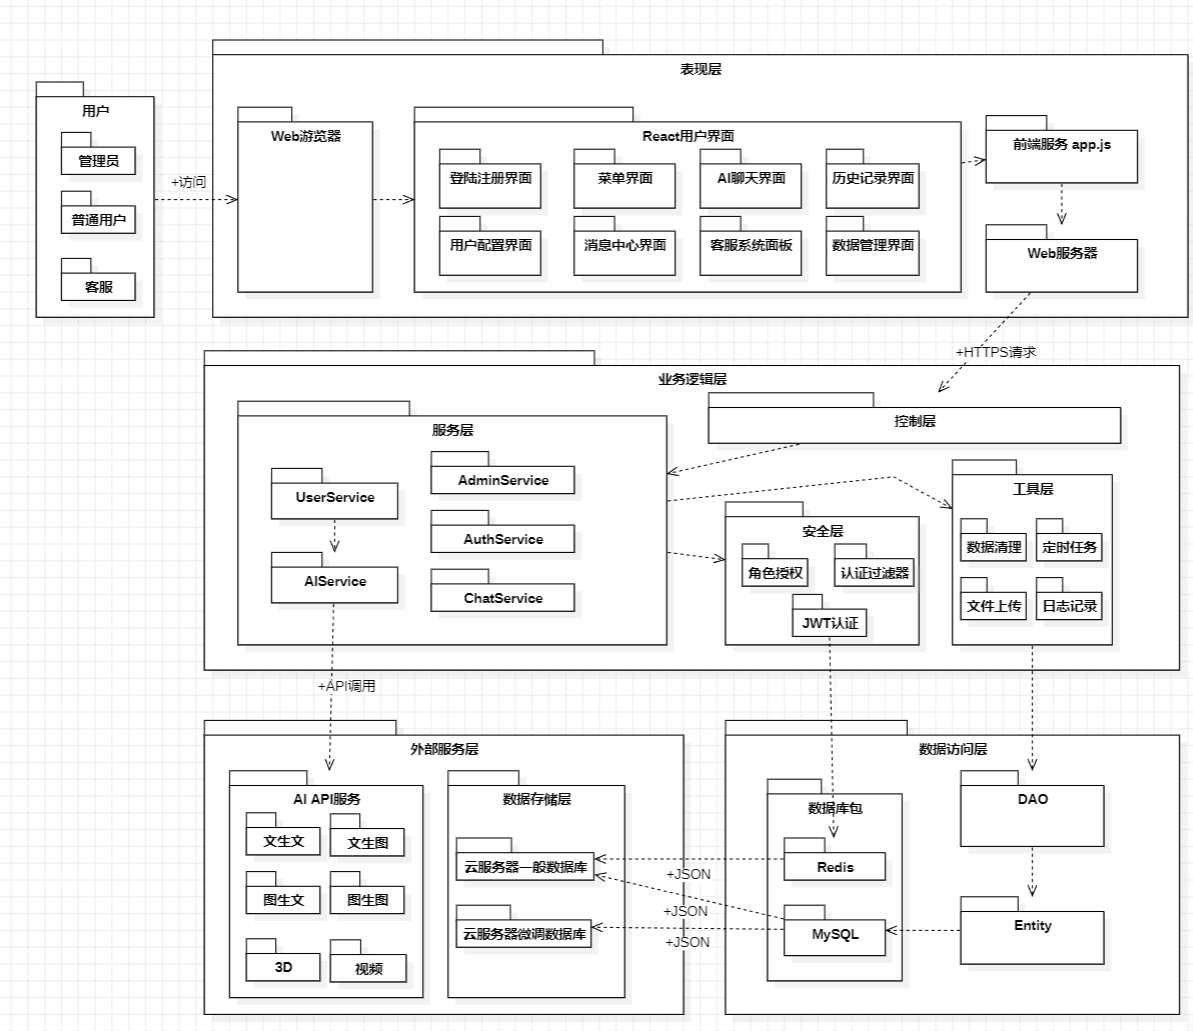 表现层
用户
管理员
普通用户
客服
+访问
Web游览器
React用户界面
登陆注册界面
菜单界面
AI聊天界面
历史记录界面
用户配置界面
消息中心界面
客服系统面板
数据管理界面
前端服务 app.js
Web服务器
+HTTPS请求
业务逻辑层
控制层
服务层
UserService
AIService
AdminService
AuthService
ChatService
安全层
角色授权
认证过滤器
JWT认证
工具层
数据清理
定时任务
文件上传
日志记录
+API调用
外部服务层
AI API服务
文生文
文生图
图生文
图生图
3D
视频
数据存储层
云服务器一般数据库
云服务器微调数据库
+JSON
+JSON
+JSON
数据访问层
数据库包
Redis
MySQL
DAO
Entity